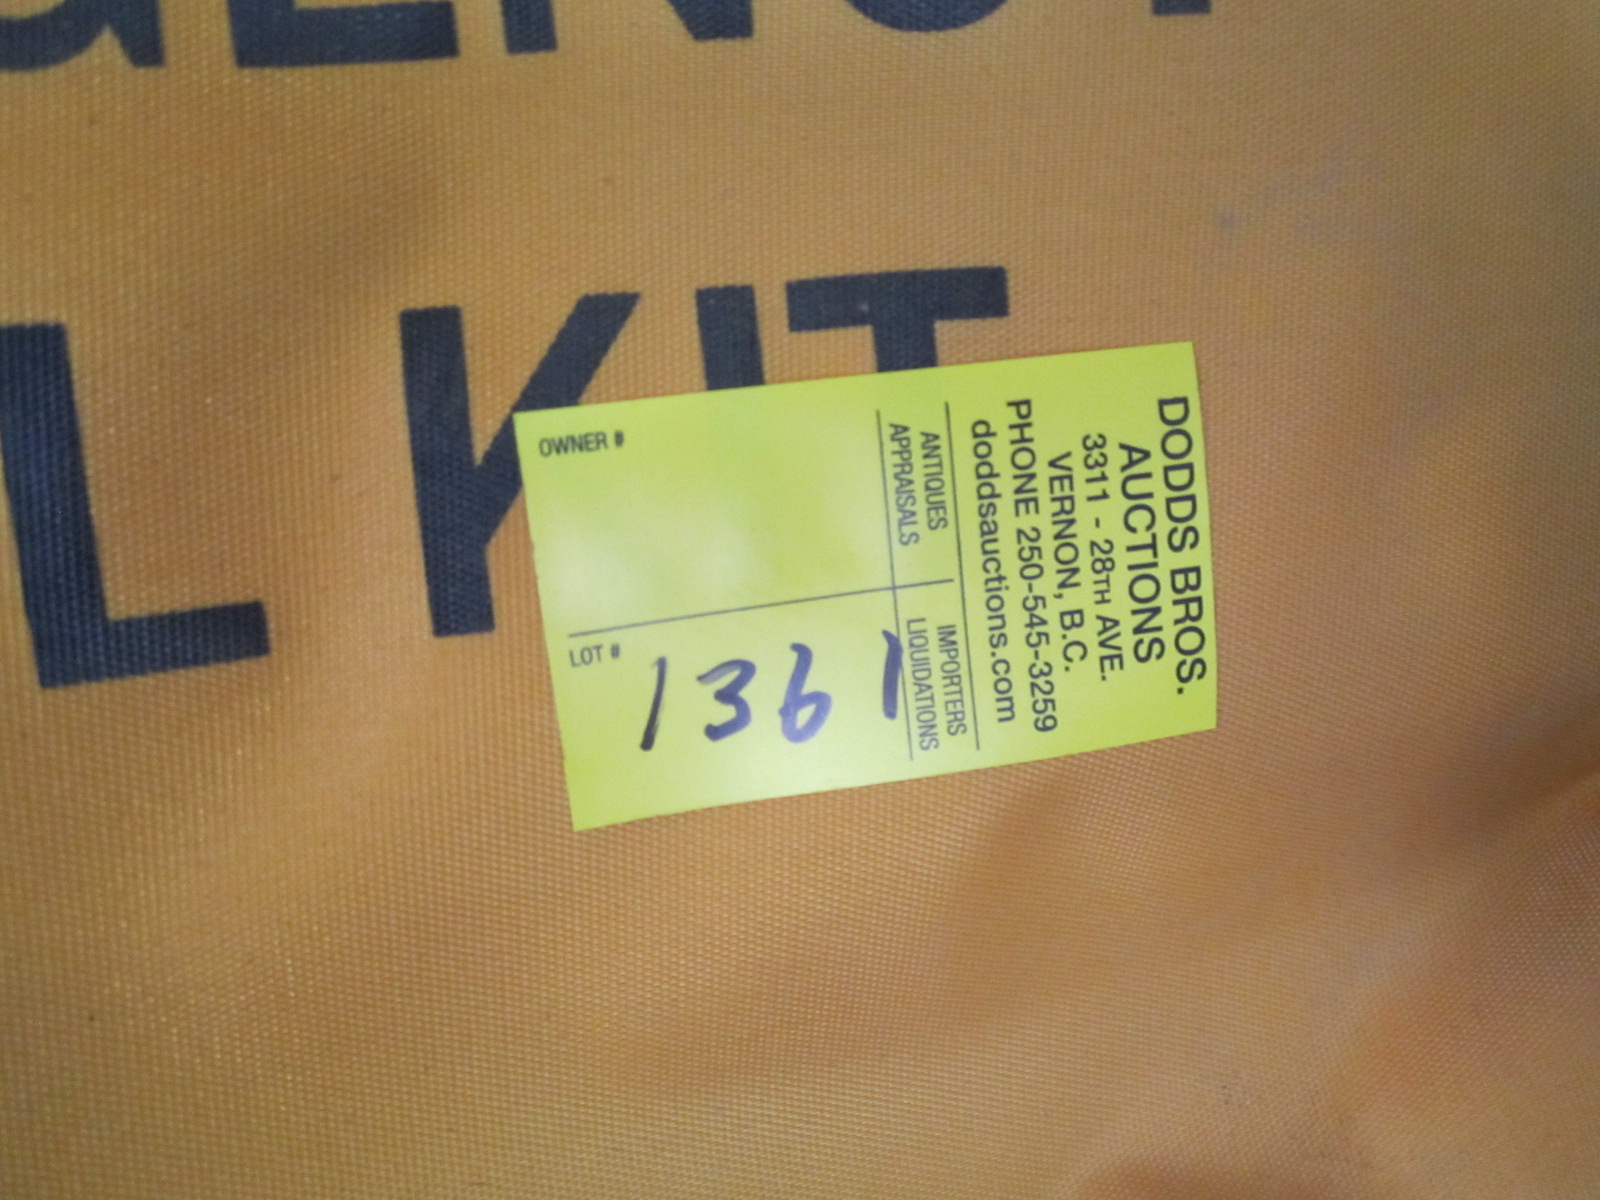 GENCY
L KIT
DODDS BROS.
AUCTIONS
3311 - 28TH AVE.
VERNON, B.C.
PHONE 250-545-3259
doddsauctions.com
ANTIQUES
APPRAISALS
IMPORTERS
LIQUIDATIONS
OWNER #
LOT #
1361